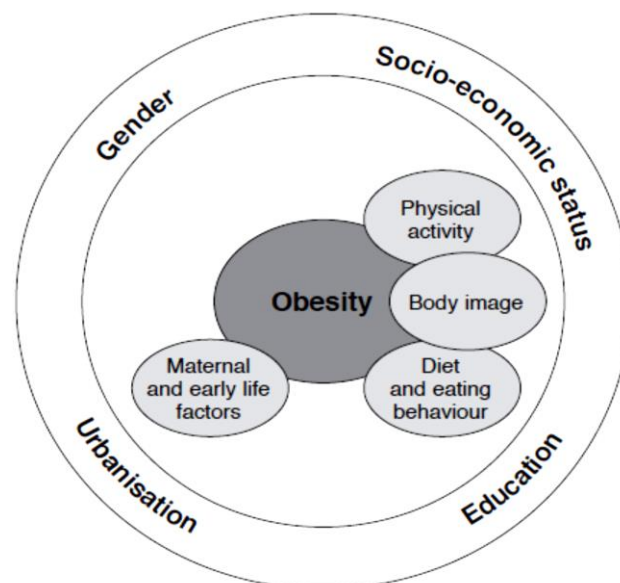 Gender
Socio-economic status
Physical
activity
Obesity
Body image
Maternal
and early life
factors
Diet
and eating
behaviour
Urbanisation
Education